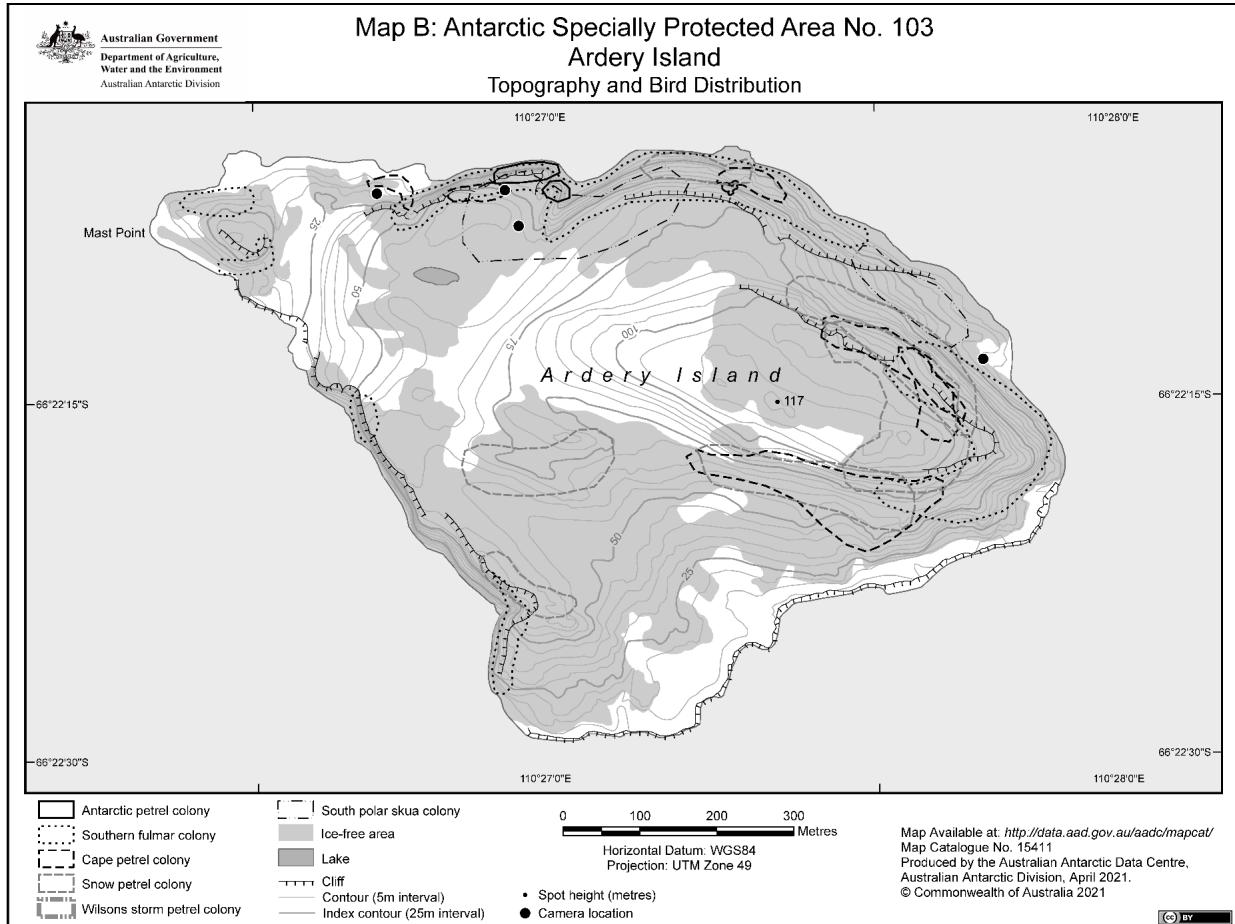 Australian Government
Department of Agriculture,
Water and the Environment
Australian Antarctic Division
Map B: Antarctic Specially Protected Area No. 103
Ardery Island
Topography and Bird Distribution
110°27'0"E
110°28'0"E
Mast Point
25
50
75
100
Ardery Island
117
66°22'15"S
66°22'15"S
50
25
66°22'30"S
66°22'30"S
110°27'0"E
110°28'0"E
Antarctic petrel colony
Southern fulmar colony
Cape petrel colony
Snow petrel colony
Wilsons storm petrel colony
South polar skua colony
Ice-free area
Lake
Cliff
Contour (5m interval)
Index contour (25m interval)
0 100 200 300
Metres
Horizontal Datum: WGS84
Projection: UTM Zone 49
Spot height (metres)
Camera location
Map Available at: http://data.aad.gov.au/aadc/mapcat/
Map Catalogue No. 15411
Produced by the Australian Antarctic Data Centre,
Australian Antarctic Division, April 2021.
© Commonwealth of Australia 2021
cc BY